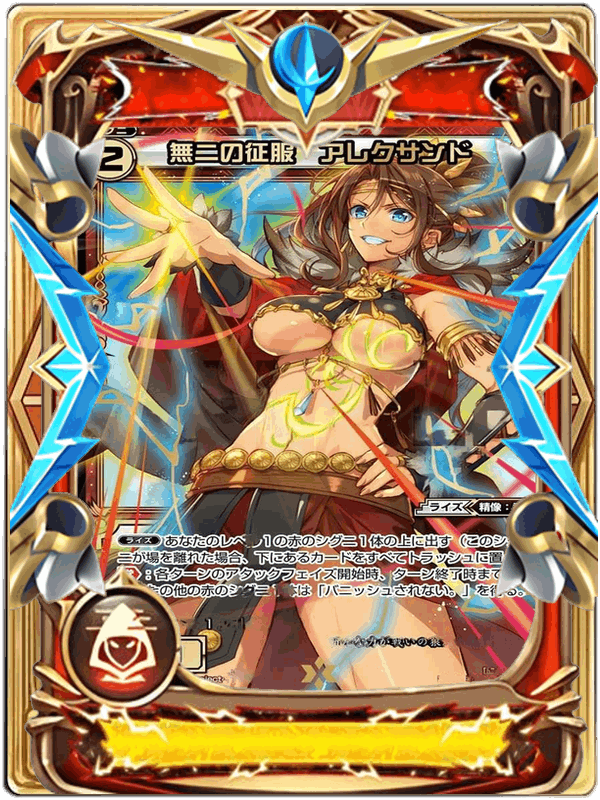 2
無二の征服 アレクサンド
ライズ 精像:
ライズ あなたのレベ １の赤のシグニ１体の上に出す（このシ
ニが場を離れた場合、下にあるカードをすべてトラッシュに置
：各ターンのアタックフェイズ開始時、ターン終了時まで
の他の赤のシグニ１体は「バニッシュされない。」を得る。
1
力が戦いの